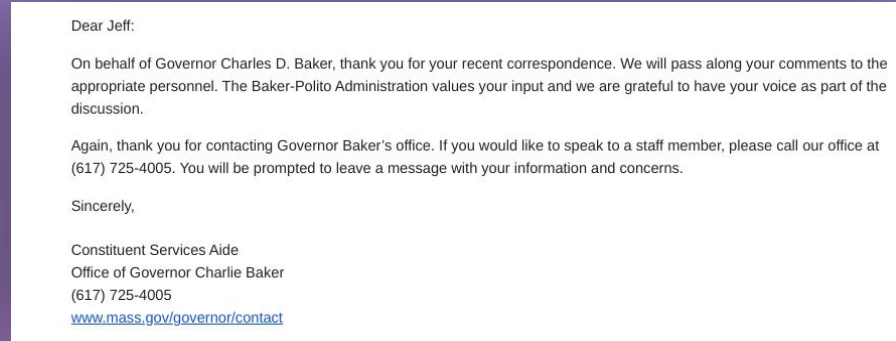 Dear Jeff:
On behalf of Governor Charles D. Baker, thank you for your recent correspondence. We will pass along your comments to the
appropriate personnel. The Baker-Polito Administration values your input and we are grateful to have your voice as part of the
discussion.
Again, thank you for contacting Governor Baker’s office. If you would like to speak to a staff member, please call our office at
(617) 725-4005. You will be prompted to leave a message with your information and concerns.
Sincerely,
Constituent Services Aide
Office of Governor Charlie Baker
(617) 725-4005
www.mass.gov/governor/contact